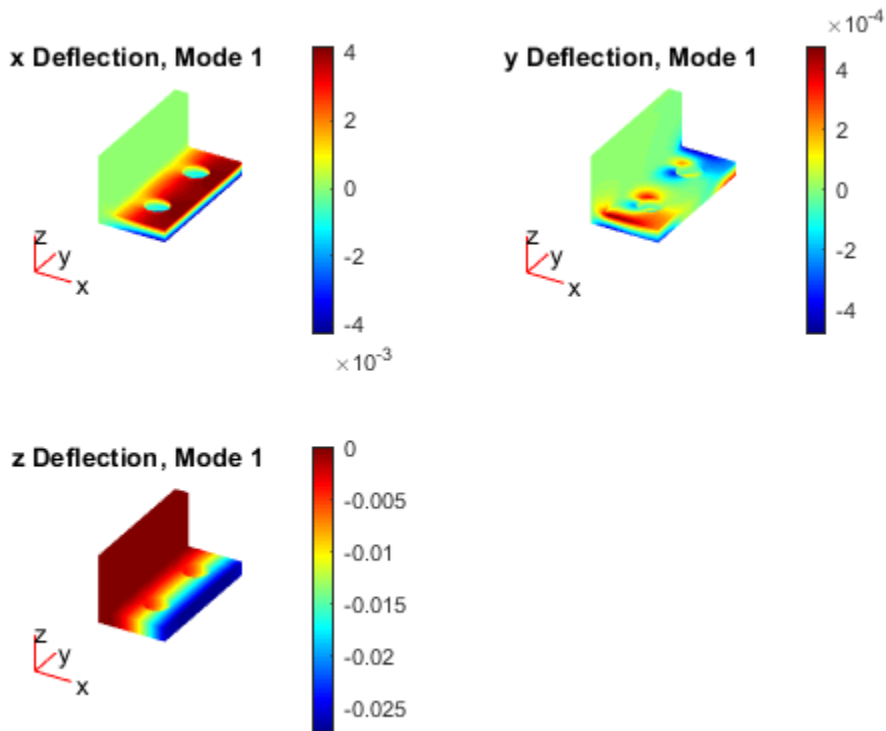 x Deflection, Mode 1
4
2
0
-2
-4
×10^-3
z
y
x
y Deflection, Mode 1
×10^-4
4
2
0
-2
-4
z
y
x
z Deflection, Mode 1
0
-0.005
-0.01
-0.015
-0.02
-0.025
z
y
x